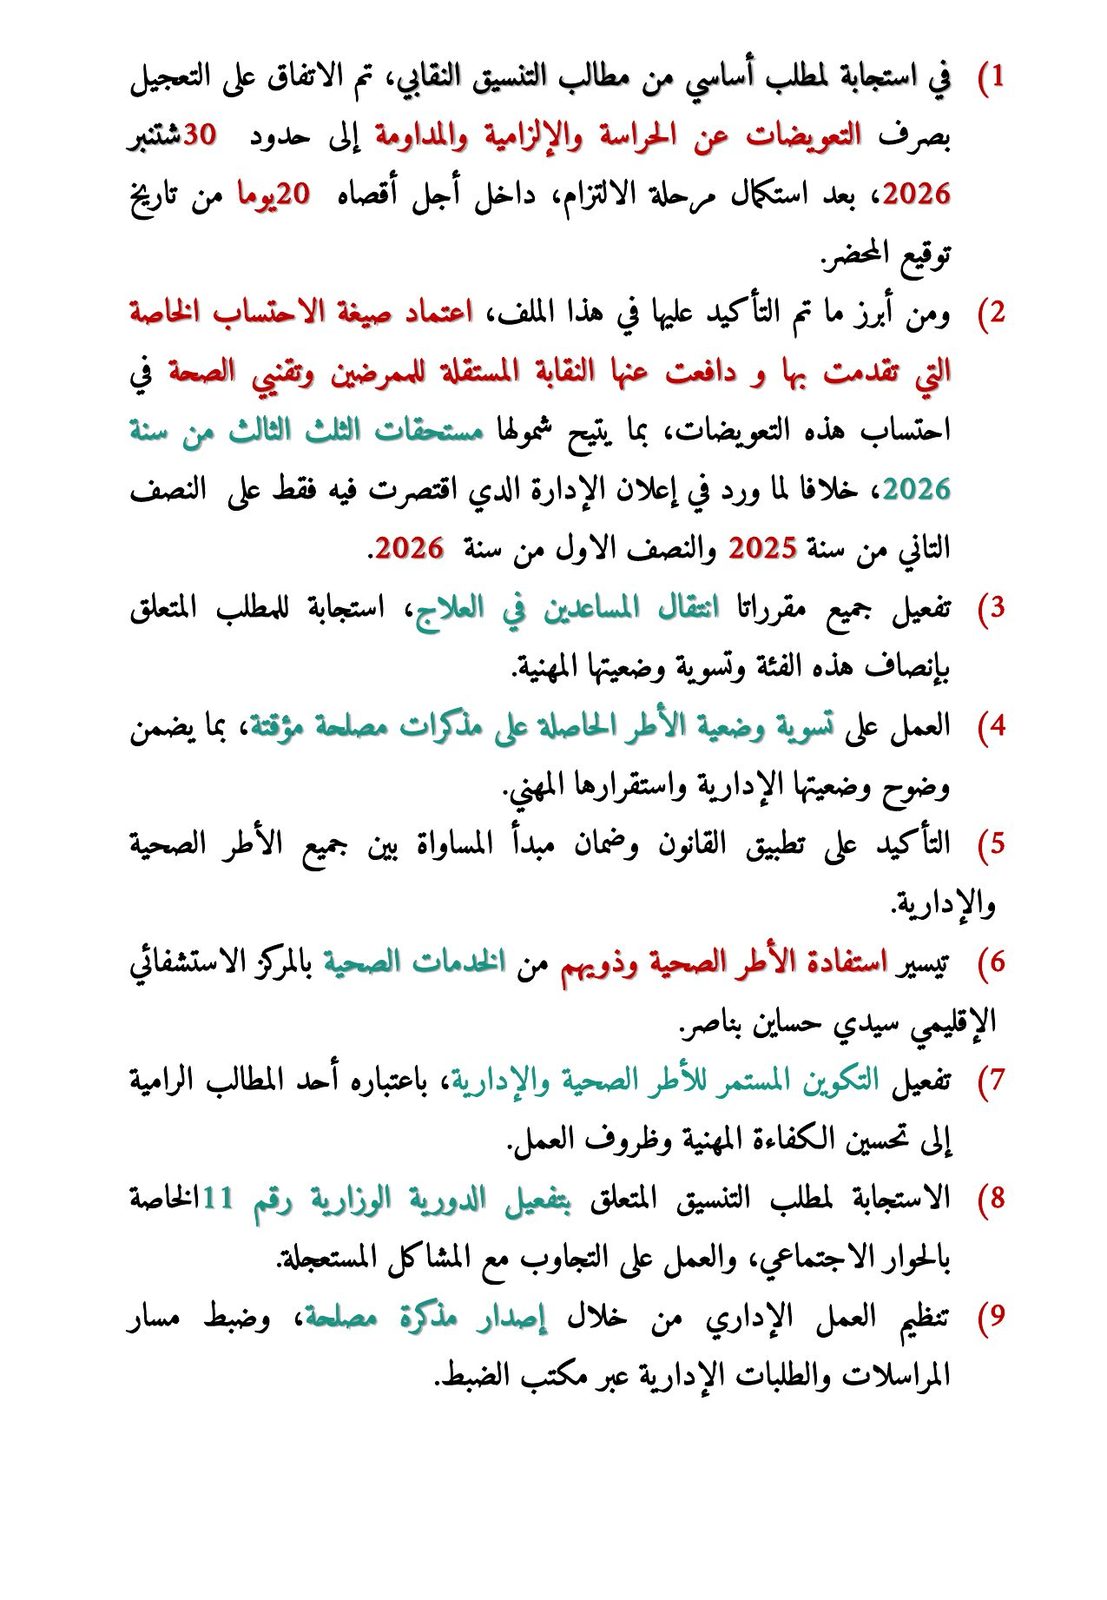 1) في استجابة لمطلب أساسي من مطالب التنسيق النقابي، تم الاتفاق على التعجيل
بصرف التعويضات عن الحراسة والإلزامية والمداومة إلى حدود 30شتنبر
2026، بعد استكمال مرحلة الالتزام، داخل أجل أقصاه 20يوما من تاريخ
توقيع المحضر.
2) ومن أبرز ما تم التأكيد عليها في هذا الملف، اعتماد صيغة الاحتساب الخاصة
التي تقدمت بها و دافعت عنها النقابة المستقلة للممرضين وتقنيي الصحة في
احتساب هذه التعويضات، بما يتيح شمولها مستحقات الثلث الثالث من سنة
2026، خلافا لما ورد في إعلان الإدارة الدي اقتصرت فيه فقط على النصف
التاني من سنة 2025 والنصف الاول من سنة 2026.
3) تفعيل جميع مقرراتا انتقال المساعدين في العلاج، استجابة للمطلب المتعلق
بإنصاف هذه الفئة وتسوية وضعيتها المهنية.
4) العمل على تسوية وضعية الأطر الحاصلة على مذكرات مصلحة مؤقتة، بما يضمن
وضوح وضعيتها الإدارية واستقرارها المهني.
5) التأكيد على تطبيق القانون وضمان مبدأ المساواة بين جميع الأطر الصحية
والإدارية.
6) تيسير استفادة الأطر الصحية وذويهم من الخدمات الصحية بالمركز الاستشفائي
الإقليمي سيدي حساين بناصر.
7) تفعيل التكوين المستمر للأطر الصحية والإدارية، باعتباره أحد المطالب الرامية
إلى تحسين الكفاءة المهنية وظروف العمل.
8) الاستجابة لمطلب التنسيق المتعلق بتفعيل الدورية الوزارية رقم 11الخاصة
بالحوار الاجتماعي، والعمل على التجاوب مع المشاكل المستعجلة.
9) تنظيم العمل الإداري من خلال إصدار مذكرة مصلحة، وضبط مسار
المراسلات والطلبات الإدارية عبر مكتب الضبط.